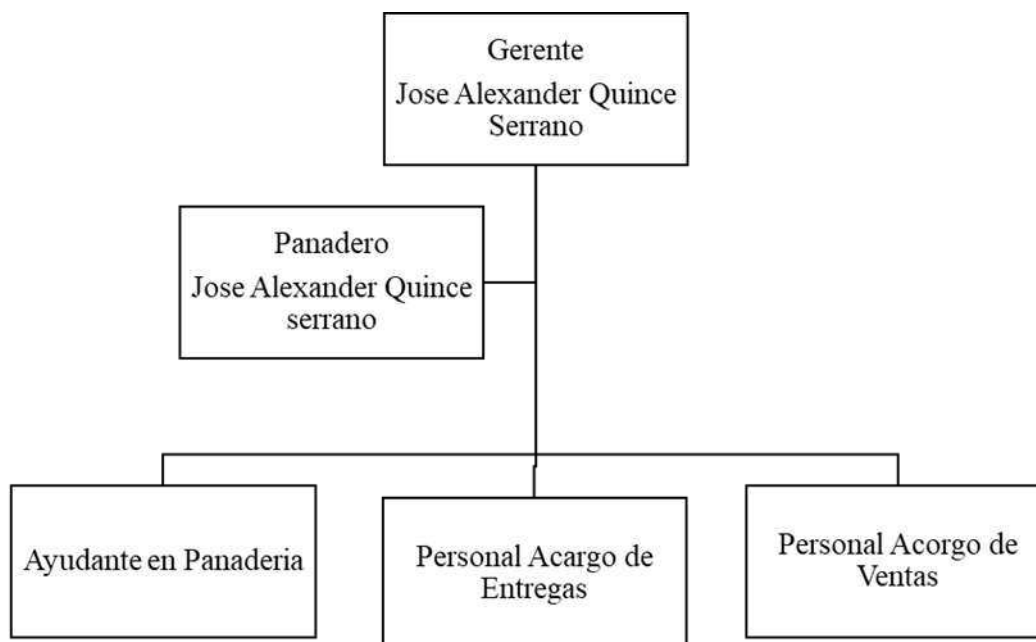 Gerente
Jose Alexander Quince
Serrano
Panadero
Jose Alexander Quince
serrano
Ayudante en Panaderia
Personal Acargo de
Entregas
Personal Acorgo de
Ventas